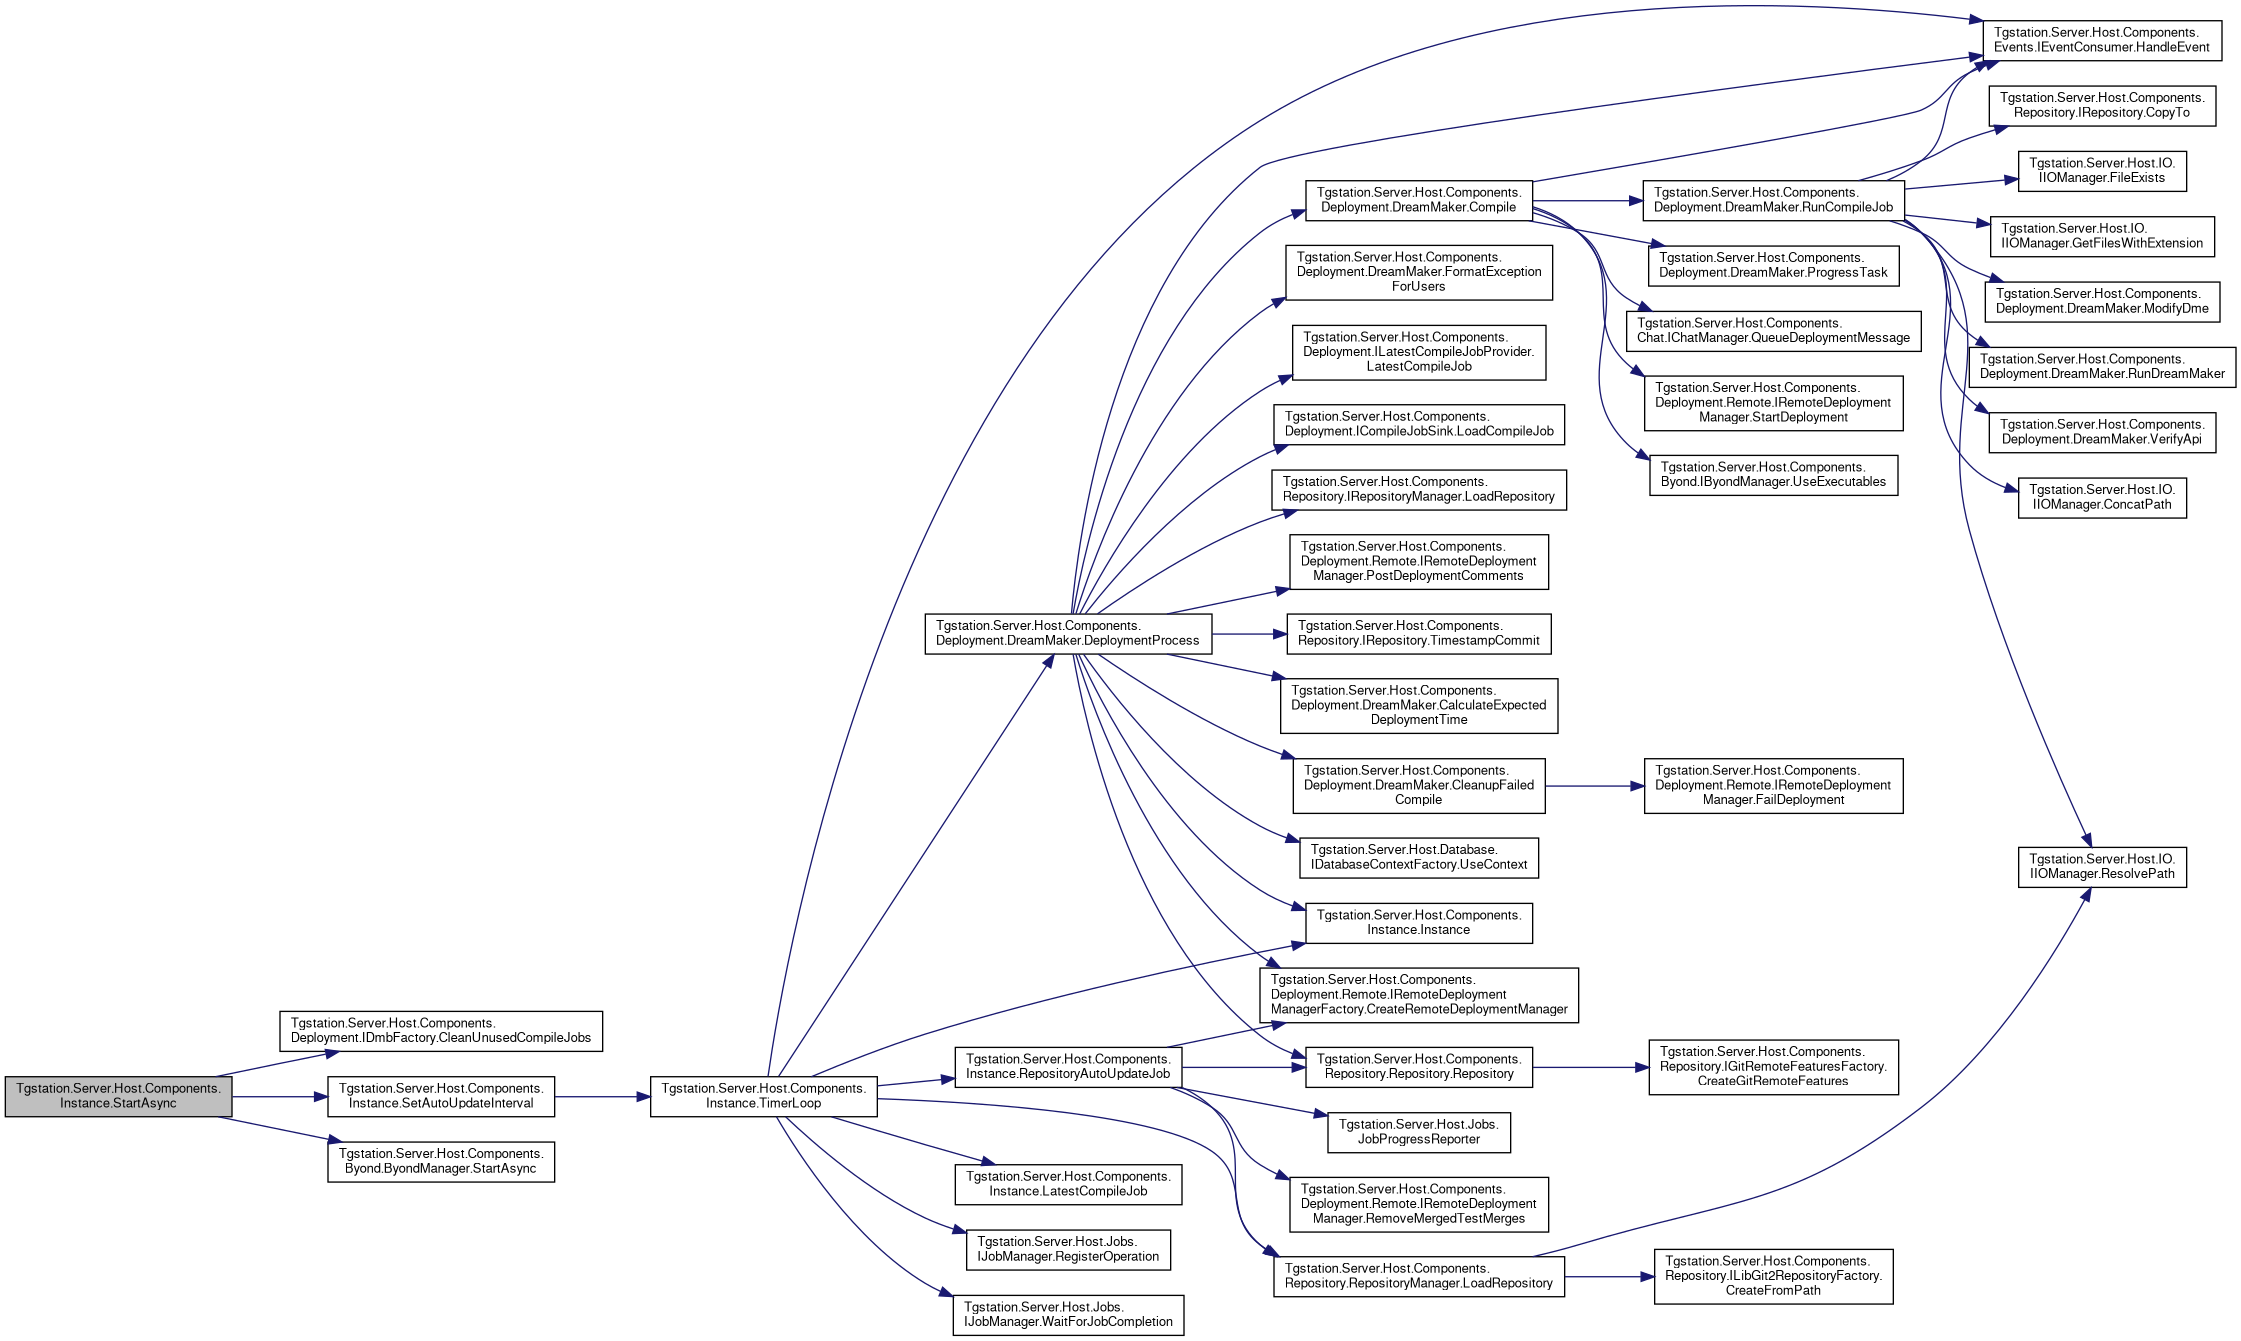 Tgstation.Server.Host.Components.
Instance.StartAsync
Tgstation.Server.Host.Components.
Deployment.IDmbFactory.CleanUnusedCompileJobs
Tgstation.Server.Host.Components.
Instance.SetAutoUpdateInterval
Tgstation.Server.Host.Components.
Byond.ByondManager.StartAsync
Tgstation.Server.Host.Components.
Instance.TimerLoop
Tgstation.Server.Host.Components.
Deployment.DreamMaker.DeploymentProcess
Tgstation.Server.Host.Components.
Instance.RepositoryAutoUpdateJob
Tgstation.Server.Host.Components.
Instance.LatestCompileJob
Tgstation.Server.Host.Jobs.
IJobManager.RegisterOperation
Tgstation.Server.Host.Jobs.
IJobManager.WaitForJobCompletion
Tgstation.Server.Host.Components.
Deployment.DreamMaker.Compile
Tgstation.Server.Host.Components.
Deployment.DreamMaker.FormatException
ForUsers
Tgstation.Server.Host.Components.
Deployment.ILatestCompileJobProvider.
LatestCompileJob
Tgstation.Server.Host.Components.
Deployment.ICompileJobSink.LoadCompileJob
Tgstation.Server.Host.Components.
Repository.IRepositoryManager.LoadRepository
Tgstation.Server.Host.Components.
Deployment.Remote.IRemoteDeployment
Manager.PostDeploymentComments
Tgstation.Server.Host.Components.
Repository.IRepository.TimestampCommit
Tgstation.Server.Host.Components.
Deployment.DreamMaker.CalculateExpected
DeploymentTime
Tgstation.Server.Host.Components.
Deployment.DreamMaker.CleanupFailed
Compile
Tgstation.Server.Host.Database.
IDatabaseContextFactory.UseContext
Tgstation.Server.Host.Components.
Instance.Instance
Tgstation.Server.Host.Components.
Deployment.Remote.IRemoteDeployment
ManagerFactory.CreateRemoteDeploymentManager
Tgstation.Server.Host.Components.
Repository.Repository.Repository
Tgstation.Server.Host.Jobs.
JobProgressReporter
Tgstation.Server.Host.Components.
Deployment.Remote.IRemoteDeployment
Manager.RemoveMergedTestMerges
Tgstation.Server.Host.Components.
Repository.RepositoryManager.LoadRepository
Tgstation.Server.Host.Components.
Deployment.DreamMaker.RunCompileJob
Tgstation.Server.Host.Components.
Deployment.DreamMaker.ProgressTask
Tgstation.Server.Host.Components.
Chat.IChatManager.QueueDeploymentMessage
Tgstation.Server.Host.Components.
Deployment.Remote.IRemoteDeployment
Manager.StartDeployment
Tgstation.Server.Host.Components.
Byond.IByondManager.UseExecutables
Tgstation.Server.Host.Components.
Deployment.Remote.IRemoteDeployment
Manager.FailDeployment
Tgstation.Server.Host.Components.
Repository.IGitRemoteFeaturesFactory.
CreateGitRemoteFeatures
Tgstation.Server.Host.Components.
Repository.ILibGit2RepositoryFactory.
CreateFromPath
Tgstation.Server.Host.Components.
Events.IEventConsumer.HandleEvent
Tgstation.Server.Host.Components.
Repository.IRepository.CopyTo
Tgstation.Server.Host.IO.
IIOManager.FileExists
Tgstation.Server.Host.IO.
IIOManager.GetFilesWithExtension
Tgstation.Server.Host.Components.
Deployment.DreamMaker.ModifyDme
Tgstation.Server.Host.Components.
Deployment.DreamMaker.RunDreamMaker
Tgstation.Server.Host.Components.
Deployment.DreamMaker.VerifyApi
Tgstation.Server.Host.IO.
IIOManager.ConcatPath
Tgstation.Server.Host.IO.
IIOManager.ResolvePath